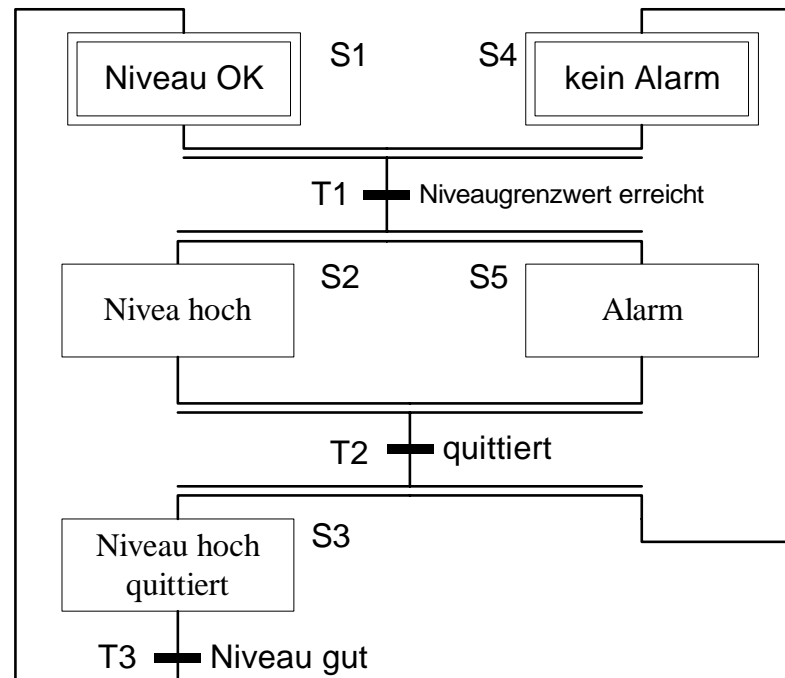 Niveau OK
S1
S4
kein Alarm
T1
Niveaugrenzwert erreicht
S2
S5
Nivea hoch
Alarm
T2
quittiert
Niveau hoch
quittiert
S3
T3
Niveau gut